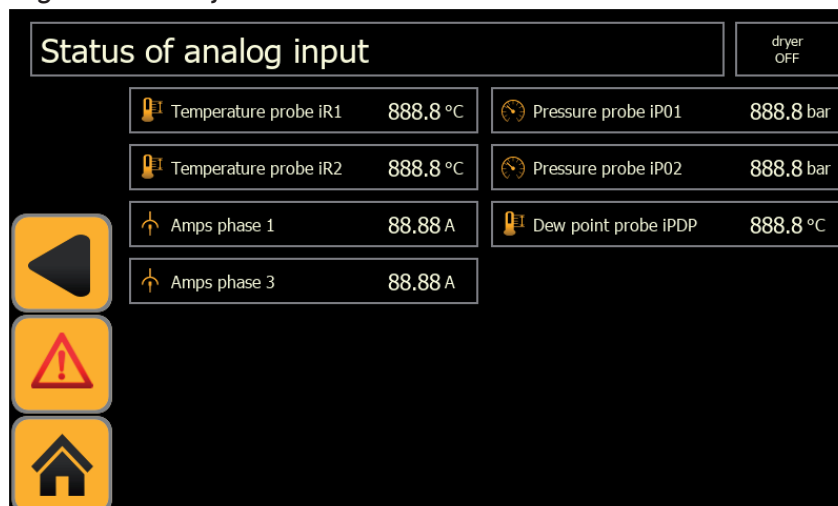 Status of analog input
dryer
OFF
Temperature probe iR1 888.8 °C
Pressure probe iP01 888.8 bar
Temperature probe iR2 888.8 °C
Pressure probe iP02 888.8 bar
Amps phase 1 88.88 A
Dew point probe iPDP 888.8 °C
Amps phase 3 88.88 A